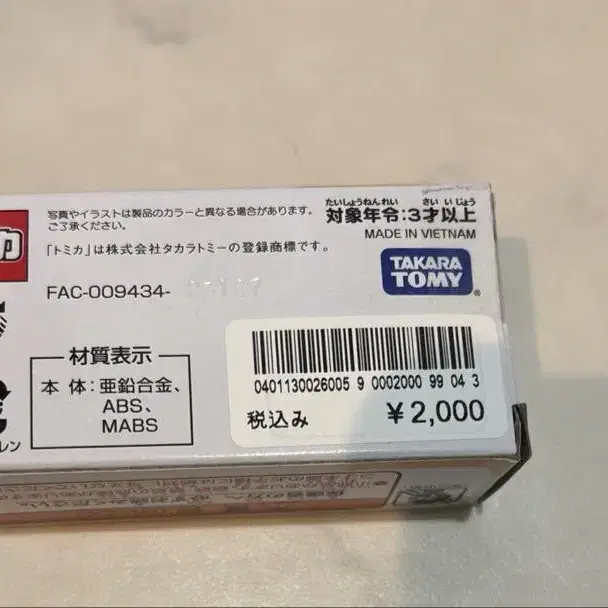 写真やイラストは製品のカラーと異なる場合があります。
ご了承ください。
「トミカ」は株式会社タカラトミーの登録商標です。
たいしょうねんれい さい いじょう
対象年令:3才以上
MADE IN VIETNAM
TAKARA
TOMY®
FAC-009434-
材質表示
本体:亜鉛合金、
ABS、
MABS
0401130026005 9 0002000 99 04 3
税込み ¥2,000
カ
レン